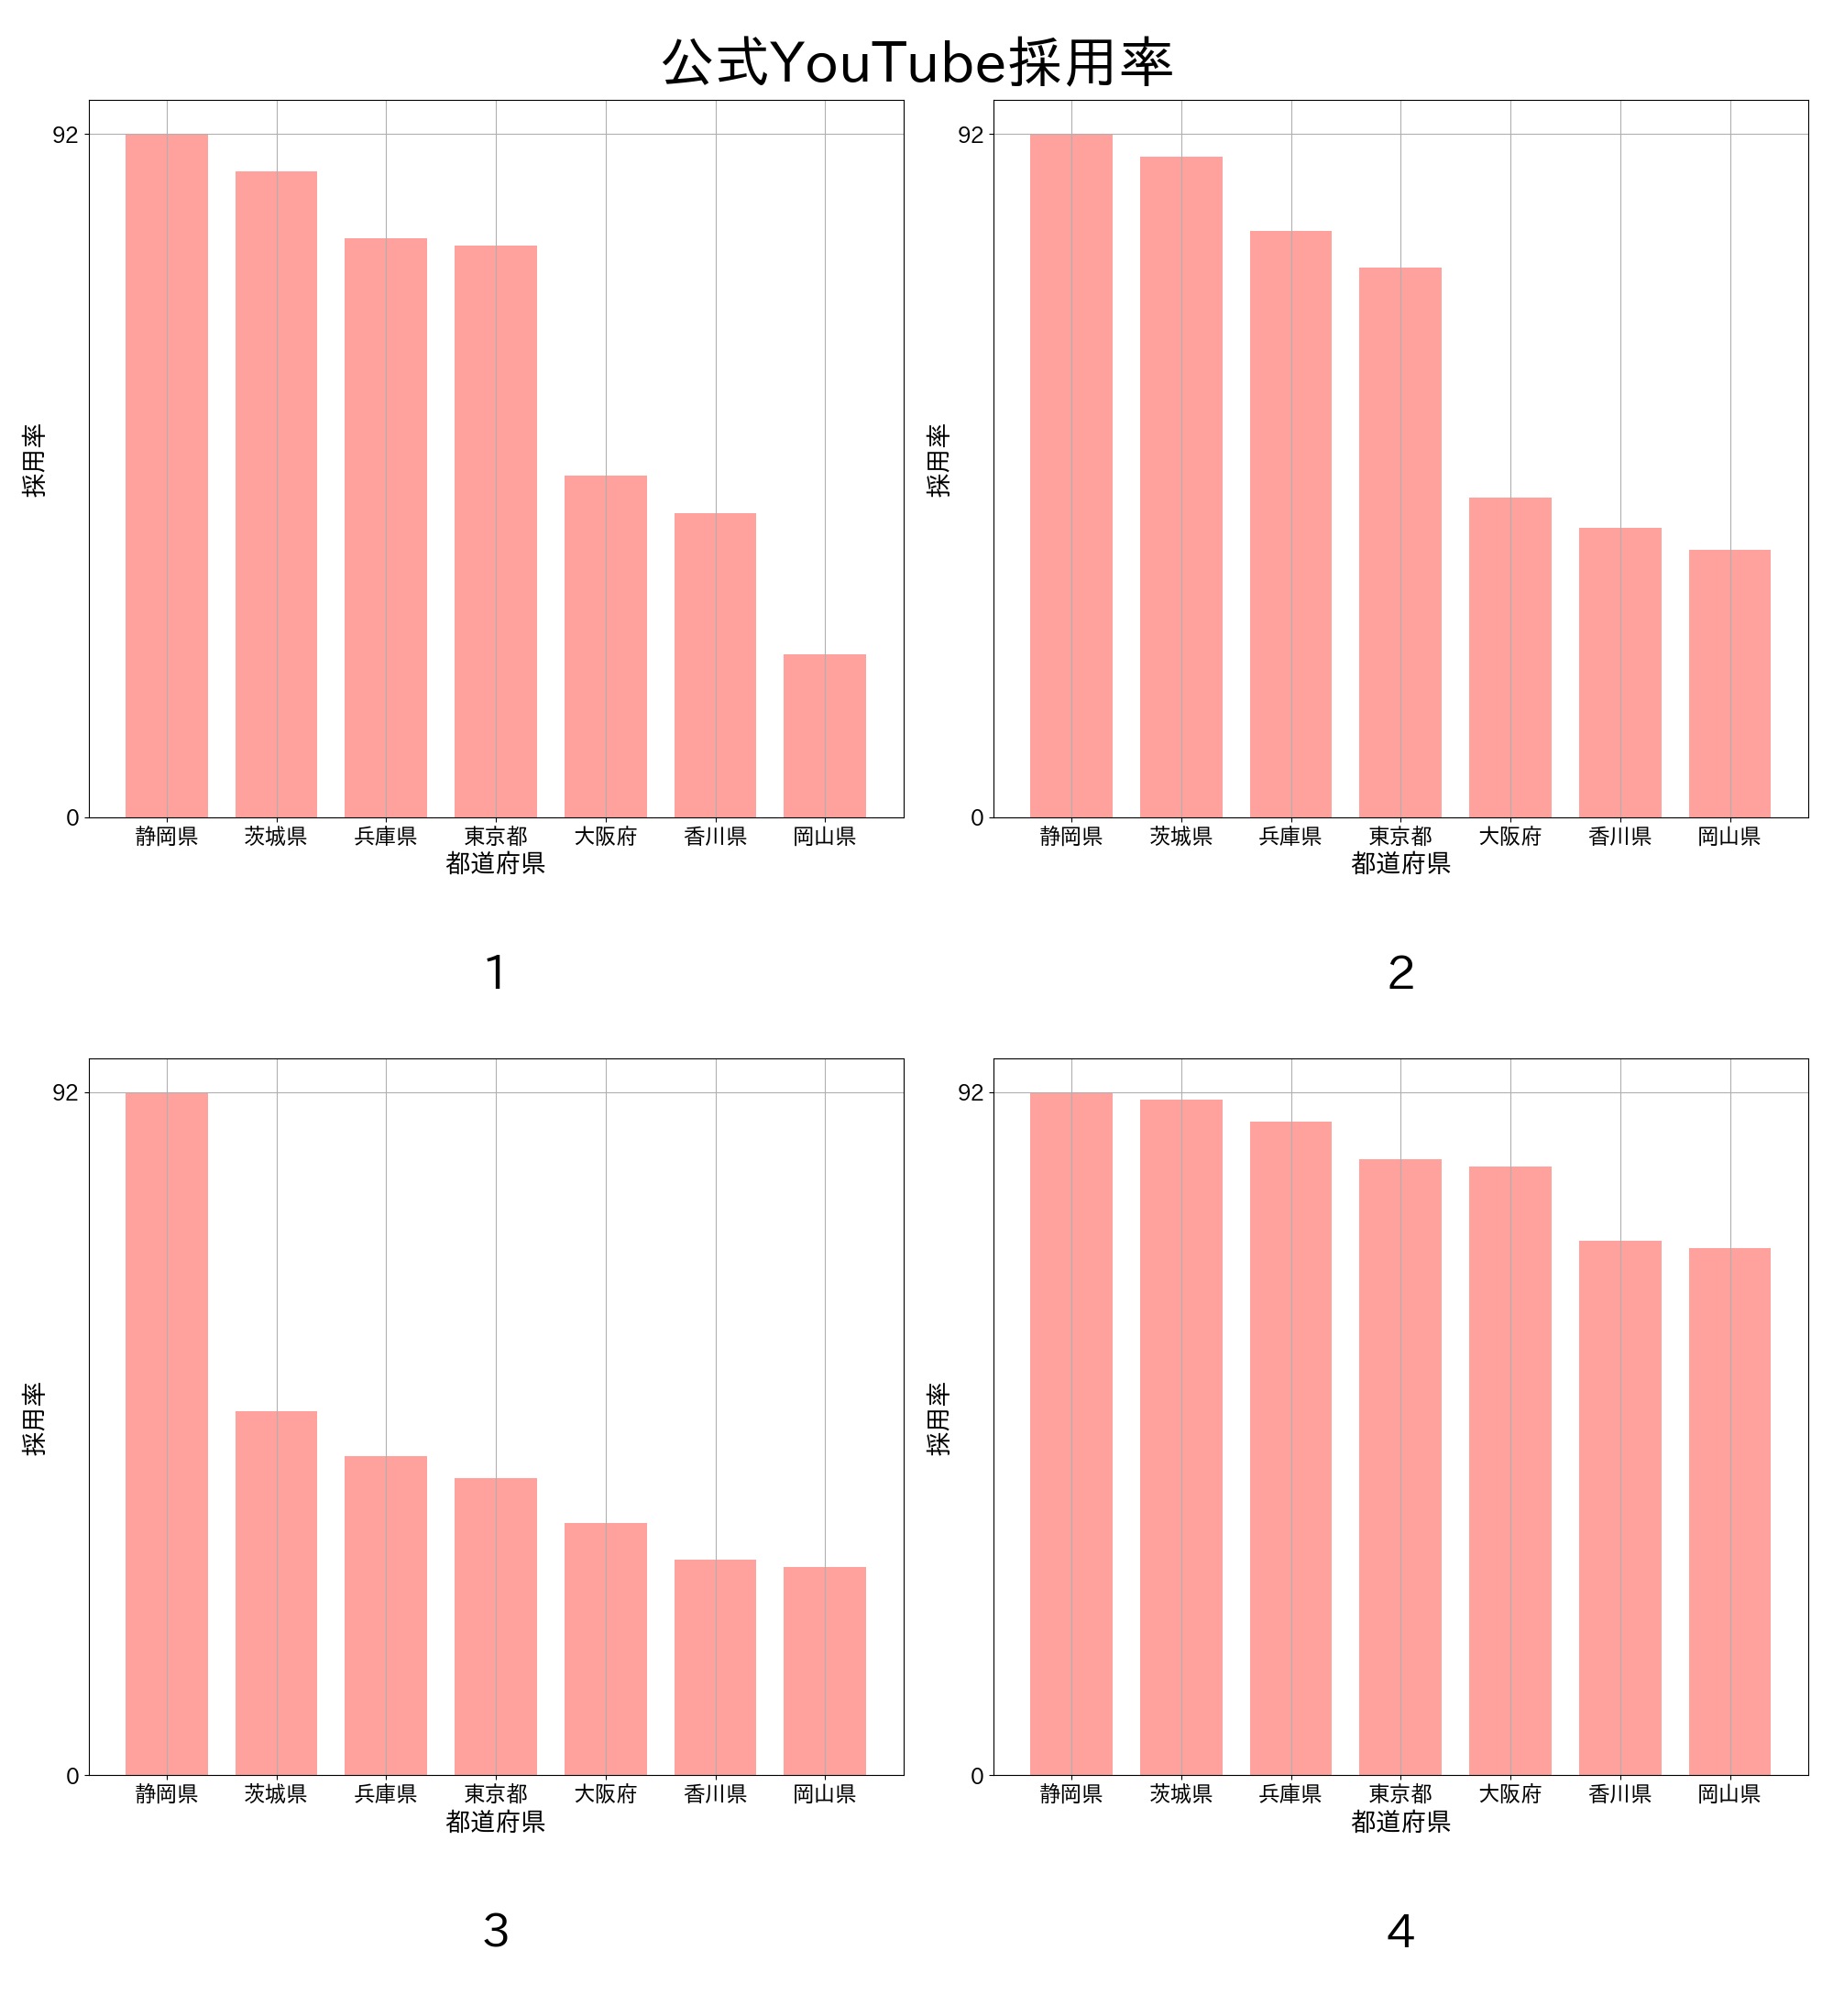 公式YouTube採用率
92
0
採用率
静岡県 茨城県 兵庫県 東京都 大阪府 香川県 岡山県
都道府県
1
92
0
採用率
静岡県 茨城県 兵庫県 東京都 大阪府 香川県 岡山県
都道府県
2
92
0
採用率
静岡県 茨城県 兵庫県 東京都 大阪府 香川県 岡山県
都道府県
3
92
0
採用率
静岡県 茨城県 兵庫県 東京都 大阪府 香川県 岡山県
都道府県
4